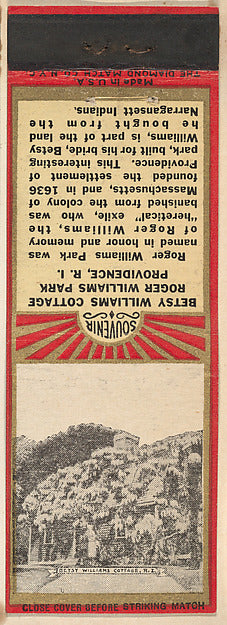 SOUVENIR
BETSY WILLIAMS COTTAGE
ROGER WILLIAMS PARK
PROVIDENCE, R. I.
Roger Williams Park was
named in honor and memory
of Roger Williams, the
"hertical" exile, who was
banished from the colony of
Massachusetts, and in 1636
founded the settlement of
Providence. This interesting
park, built for his bride, Betsy
Williams, is part of the land
he bought from the
Narragansett Indians.
Made in U.S.A.
THE DIAMOND MATCH CO. N.Y.C.
BETSY WILLIAMS COTTAGE, R.I.
CLOSE COVER BEFORE STRIKING MATCH